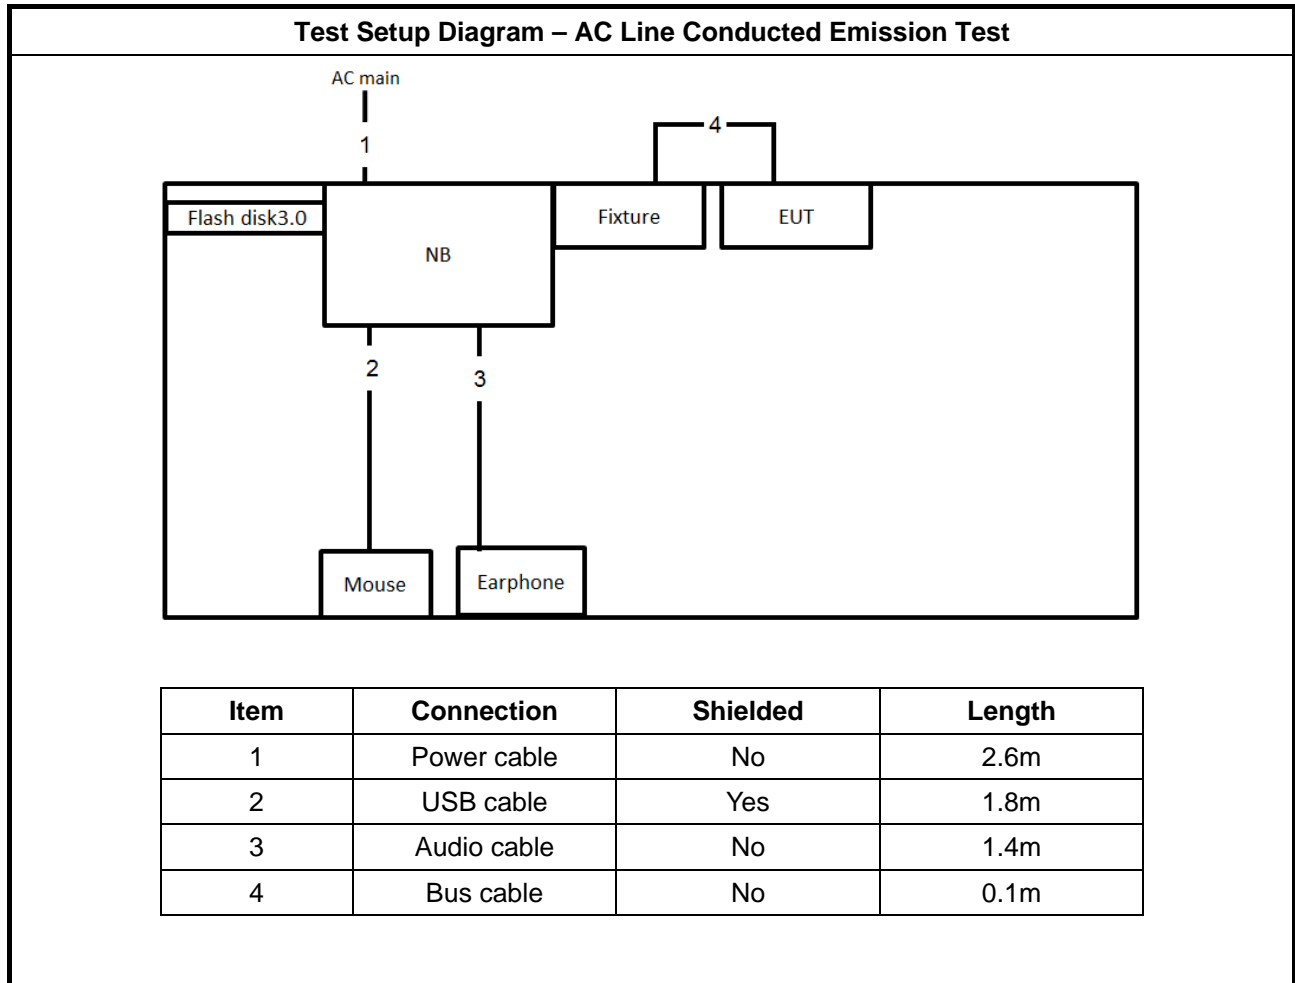 Test Setup Diagram – AC Line Conducted Emission Test
AC main
1
4
Flash disk3.0
NB
Fixture
EUT
2
3
Mouse
Earphone
Item Connection Shielded Length
1 Power cable No 2.6m
2 USB cable Yes 1.8m
3 Audio cable No 1.4m
4 Bus cable No 0.1m